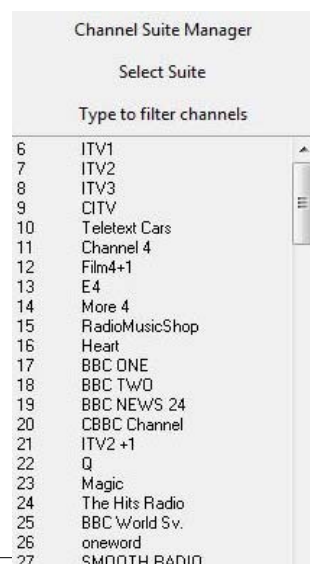 Channel Suite Manager
Select Suite
Type to filter channels
6 ITV1
7 ITV2
8 ITV3
9 CITV
10 Teletext Cars
11 Channel 4
12 Film4+1
13 E4
14 More 4
15 RadioMusicShop
16 Heart
17 BBC ONE
18 BBC TWO
19 BBC NEWS 24
20 CBBC Channel
21 ITV2 +1
22 Q
23 Magic
24 The Hits Radio
25 BBC World Sv.
26 oneword
27 SMOOTH RADIO